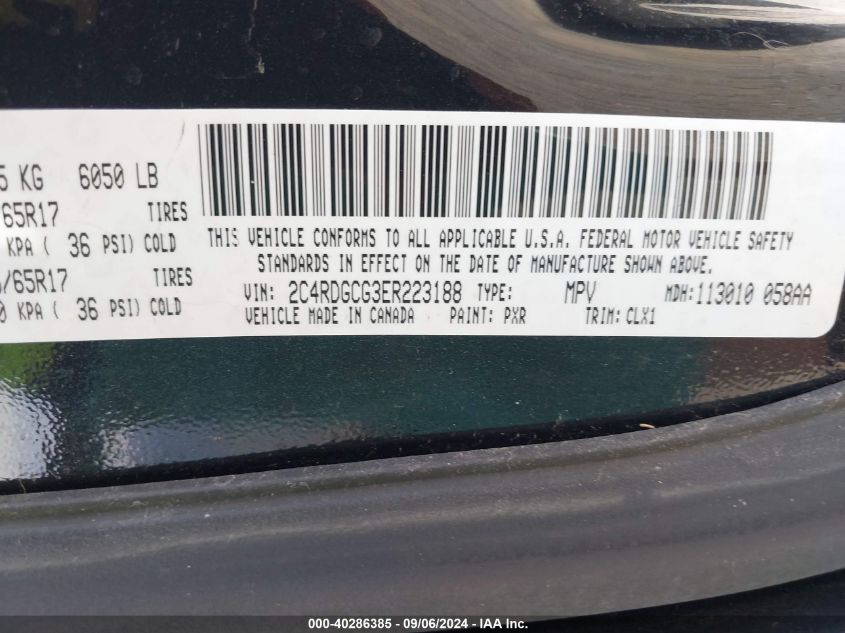 5 KG 6050 LB
/65R17 TIRES
KPA ( 36 PSI) COLD
/65R17 TIRES
0 KPA ( 36 PSI) COLD
THIS VEHICLE CONFORMS TO ALL APPLICABLE U.S.A. FEDERAL MOTOR VEHICLE SAFETY
STANDARDS IN EFFECT ON THE DATE OF MANUFACTURE SHOWN ABOVE.
VIN: 2C4RDGCG3ER223188 TYPE: MPV MDH: 113010 058AA
VEHICLE MADE IN CANADA PAINT: PXR TRIM: CLX1
000-40286385 - 09/06/2024 - IAA Inc.